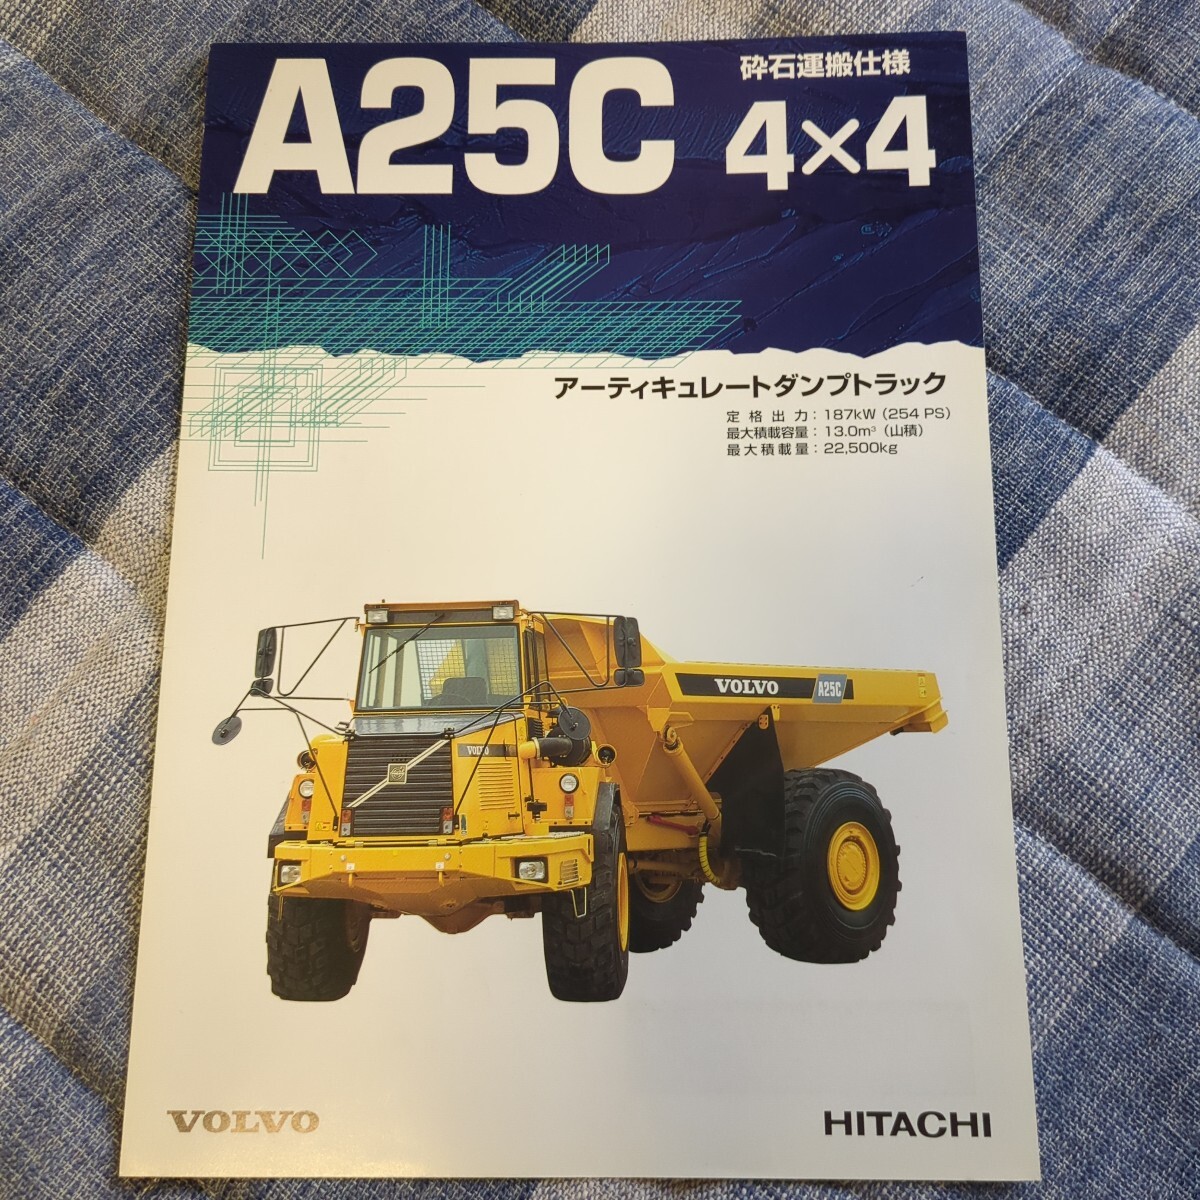 A25C
砕石運搬仕様
4×4
アーティキュレートダンプトラック
定格出力：187kW（254 PS）
最大積載容量：13.0m³（山積）
最大積載量：22,500kg
VOLVO A25C
VOLVO
VOLVO
HITACHI